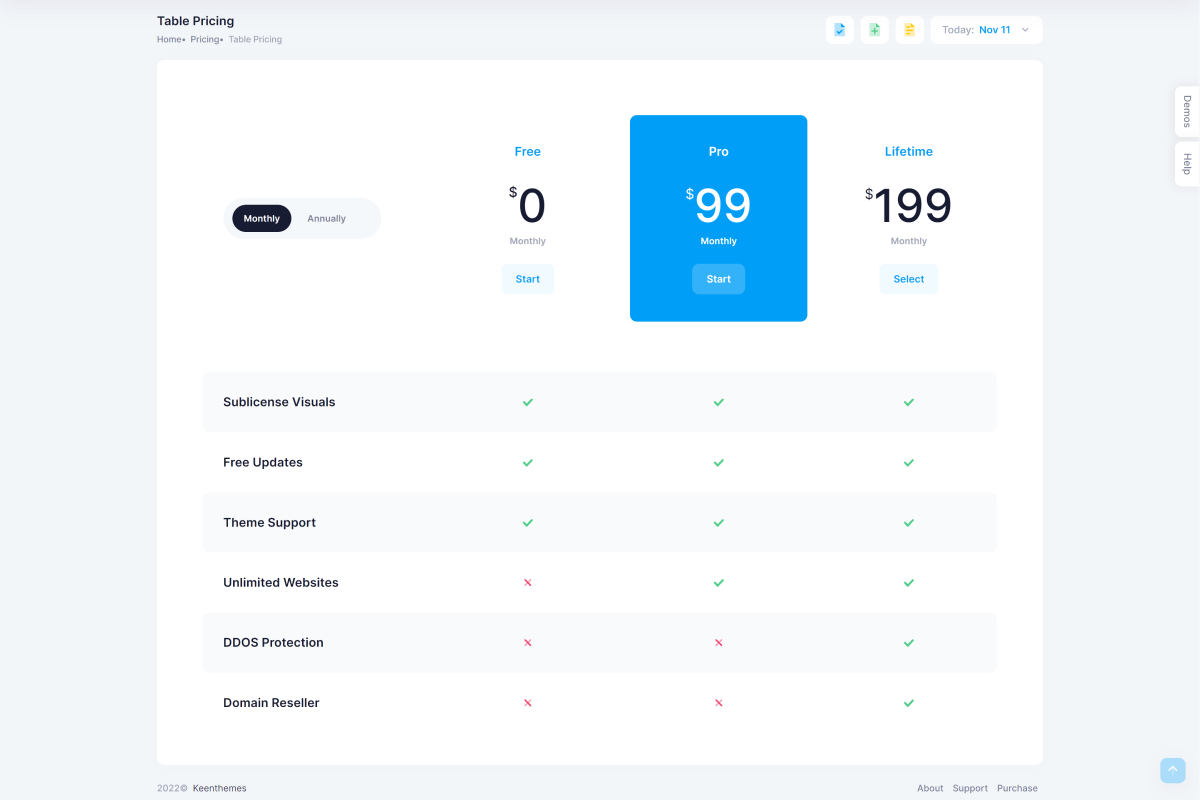 Table Pricing
Home• Pricing• Table Pricing
Today: Nov 11
Demos
Help
Monthly Annually
Free
$0
Monthly
Start
Pro
$99
Monthly
Start
Lifetime
$199
Monthly
Select
Sublicense Visuals
Free Updates
Theme Support
Unlimited Websites
DDOS Protection
Domain Reseller
2022© Keenthemes
About Support Purchase